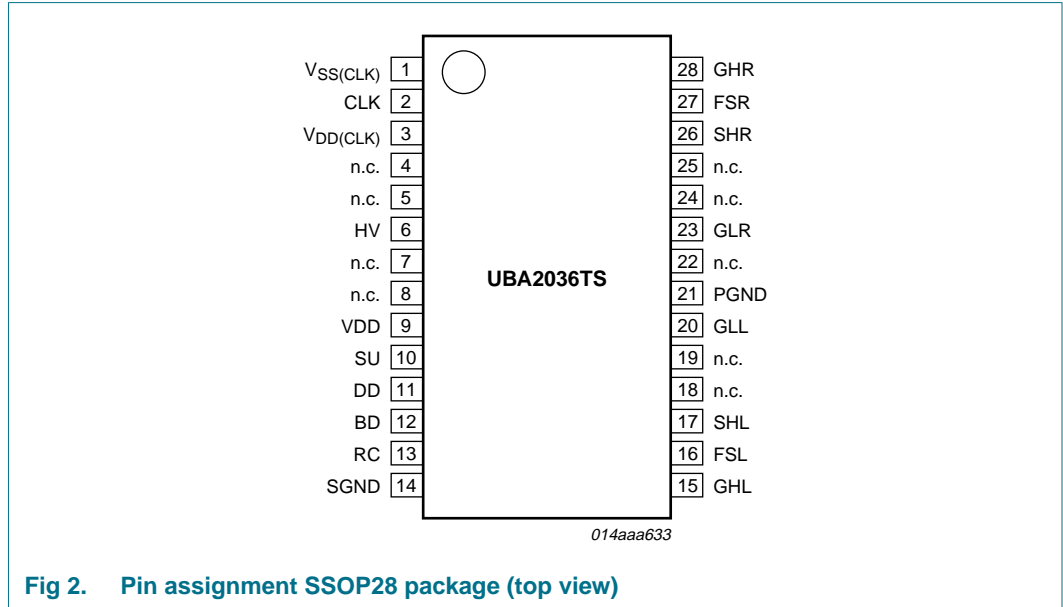 VSS(CLK) 1
CLK 2
VDD(CLK) 3
n.c. 4
n.c. 5
HV 6
n.c. 7
n.c. 8
VDD 9
SU 10
DD 11
BD 12
RC 13
SGND 14
UBA2036TS
28 GHR
27 FSR
26 SHR
25 n.c.
24 n.c.
23 GLR
22 n.c.
21 PGND
20 GLL
19 n.c.
18 n.c.
17 SHL
16 FSL
15 GHL
014aaa633
Fig 2. Pin assignment SSOP28 package (top view)